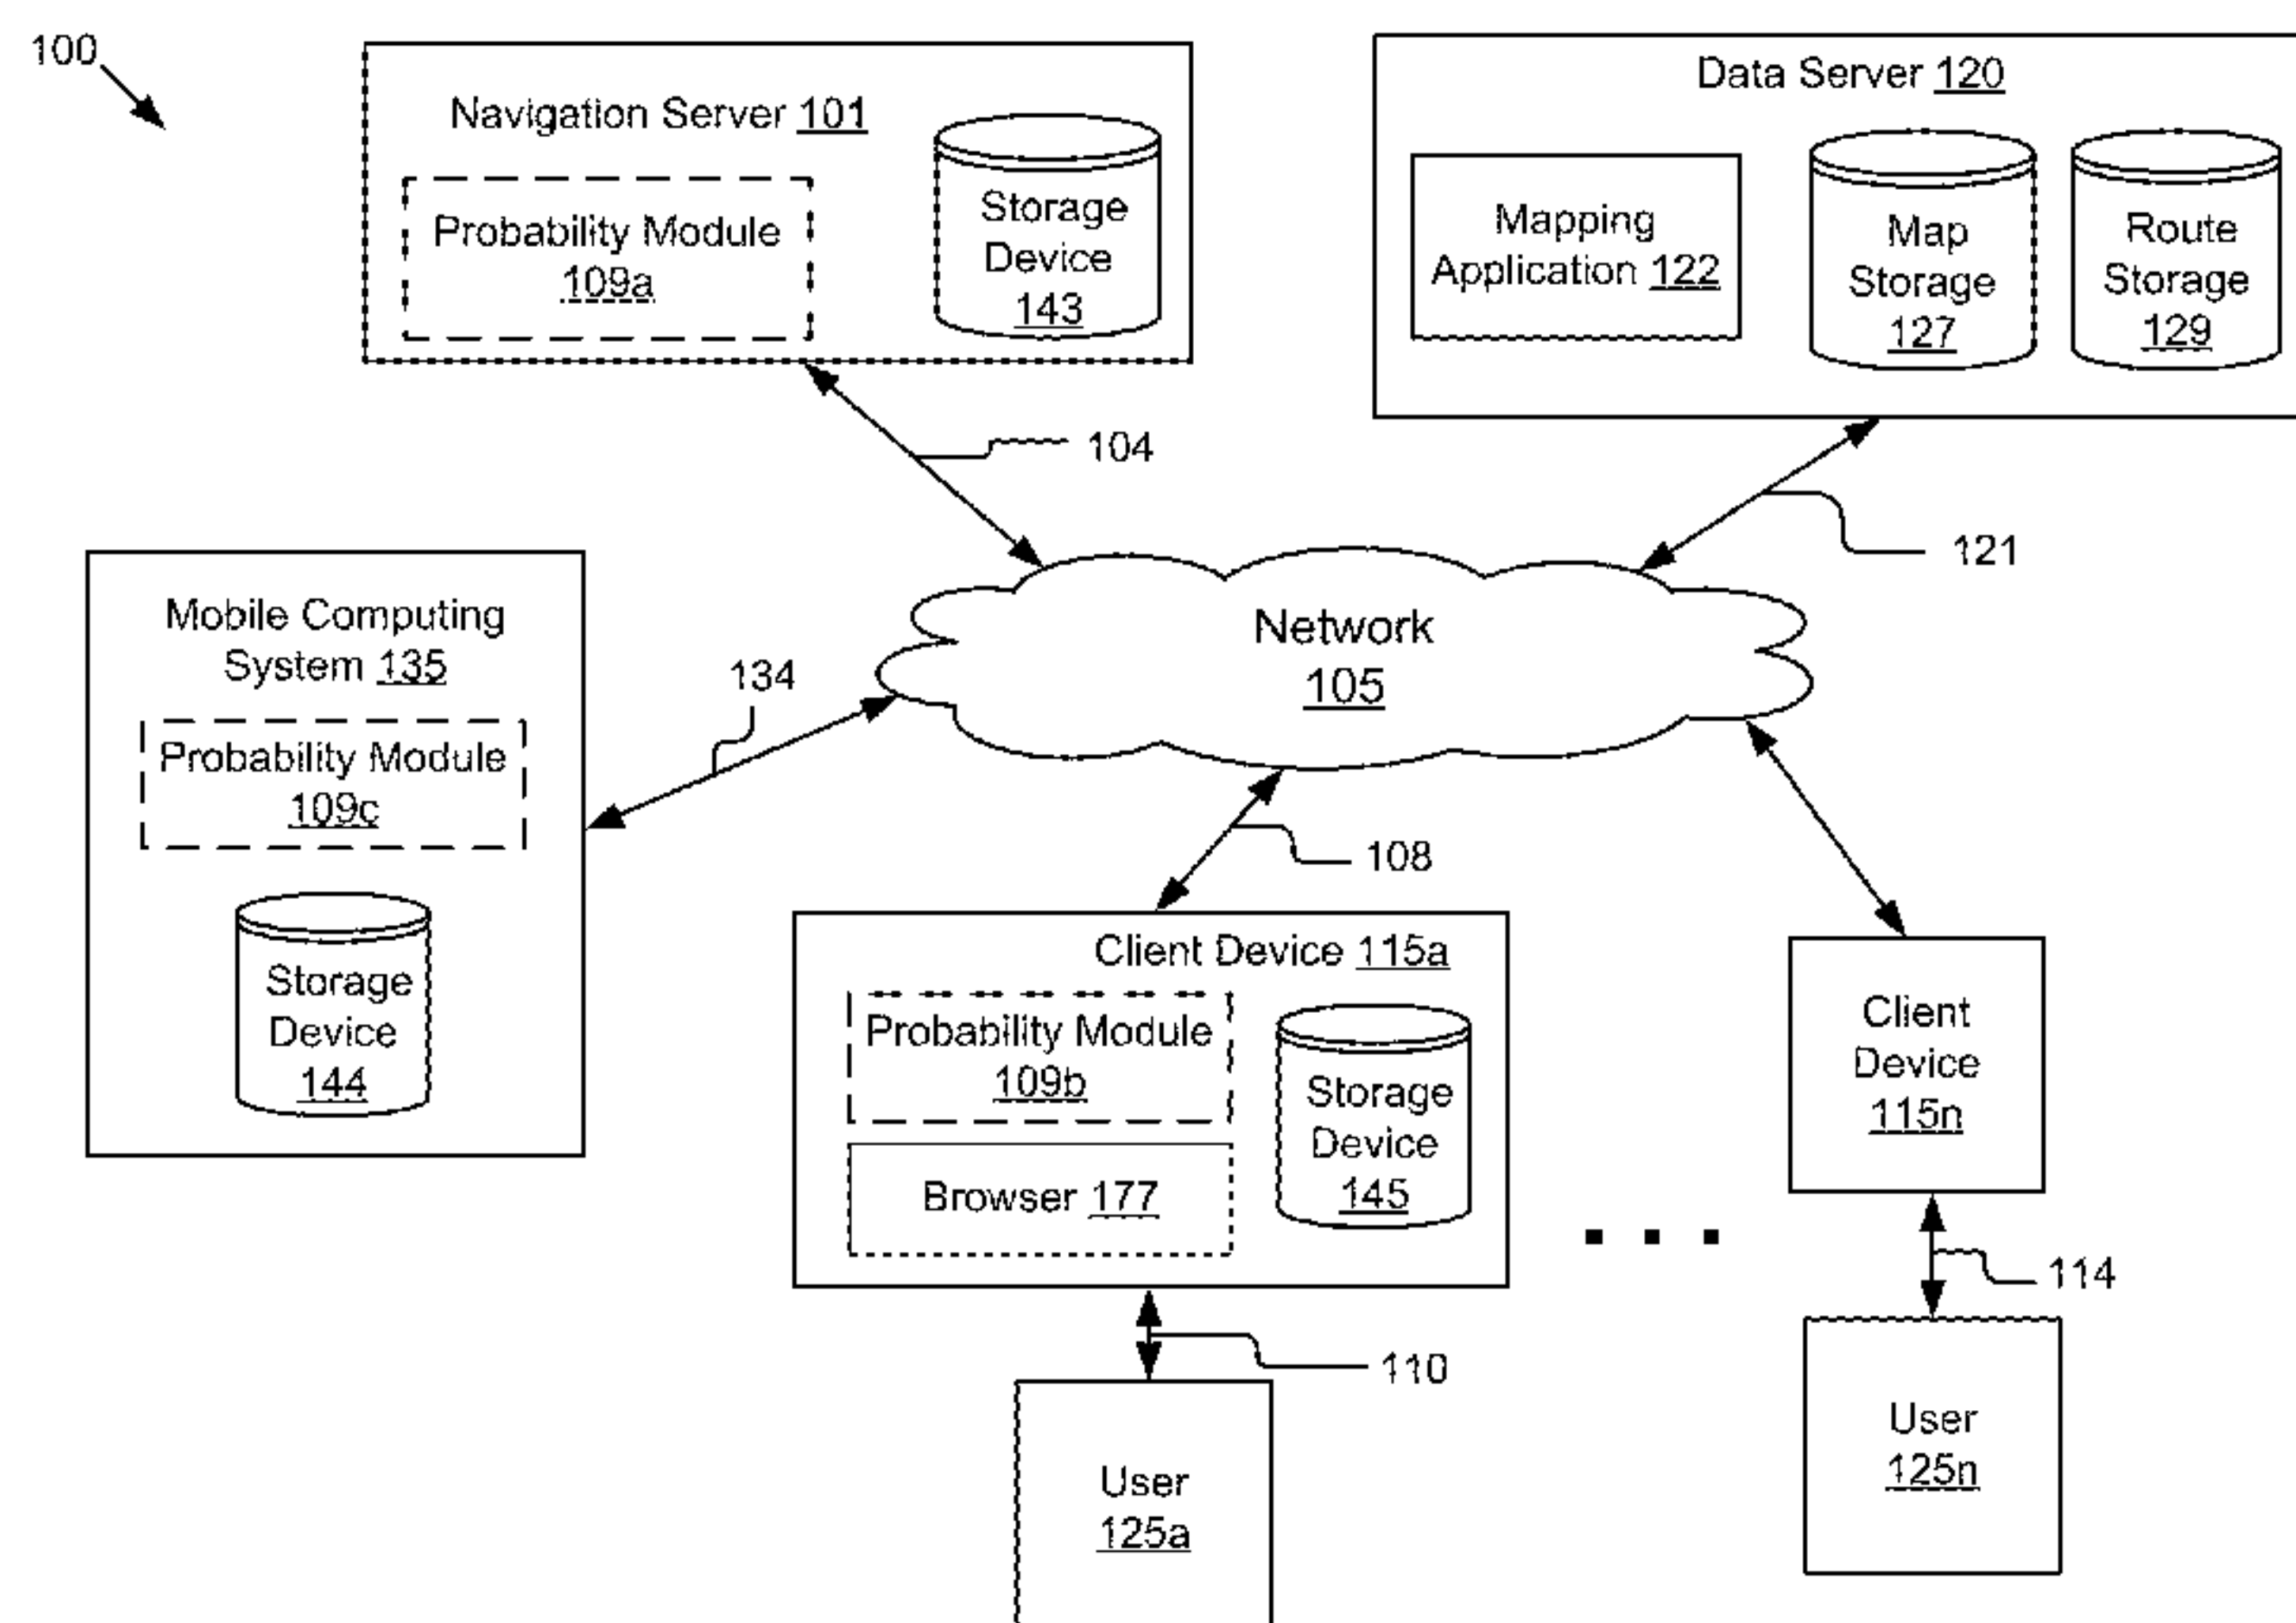 100
Navigation Server 101
Probability Module
109a
Storage
Device
143
Data Server 120
Mapping
Application 122
Map
Storage
127
Route
Storage
129
104
121
Mobile Computing
System 135
Probability Module
109c
Storage
Device
144
134
Network
105
108
Client Device 115a
Probability Module
109b
Browser 177
Storage
Device
145
Client
Device
115n
114
110
User
125a
User
125n